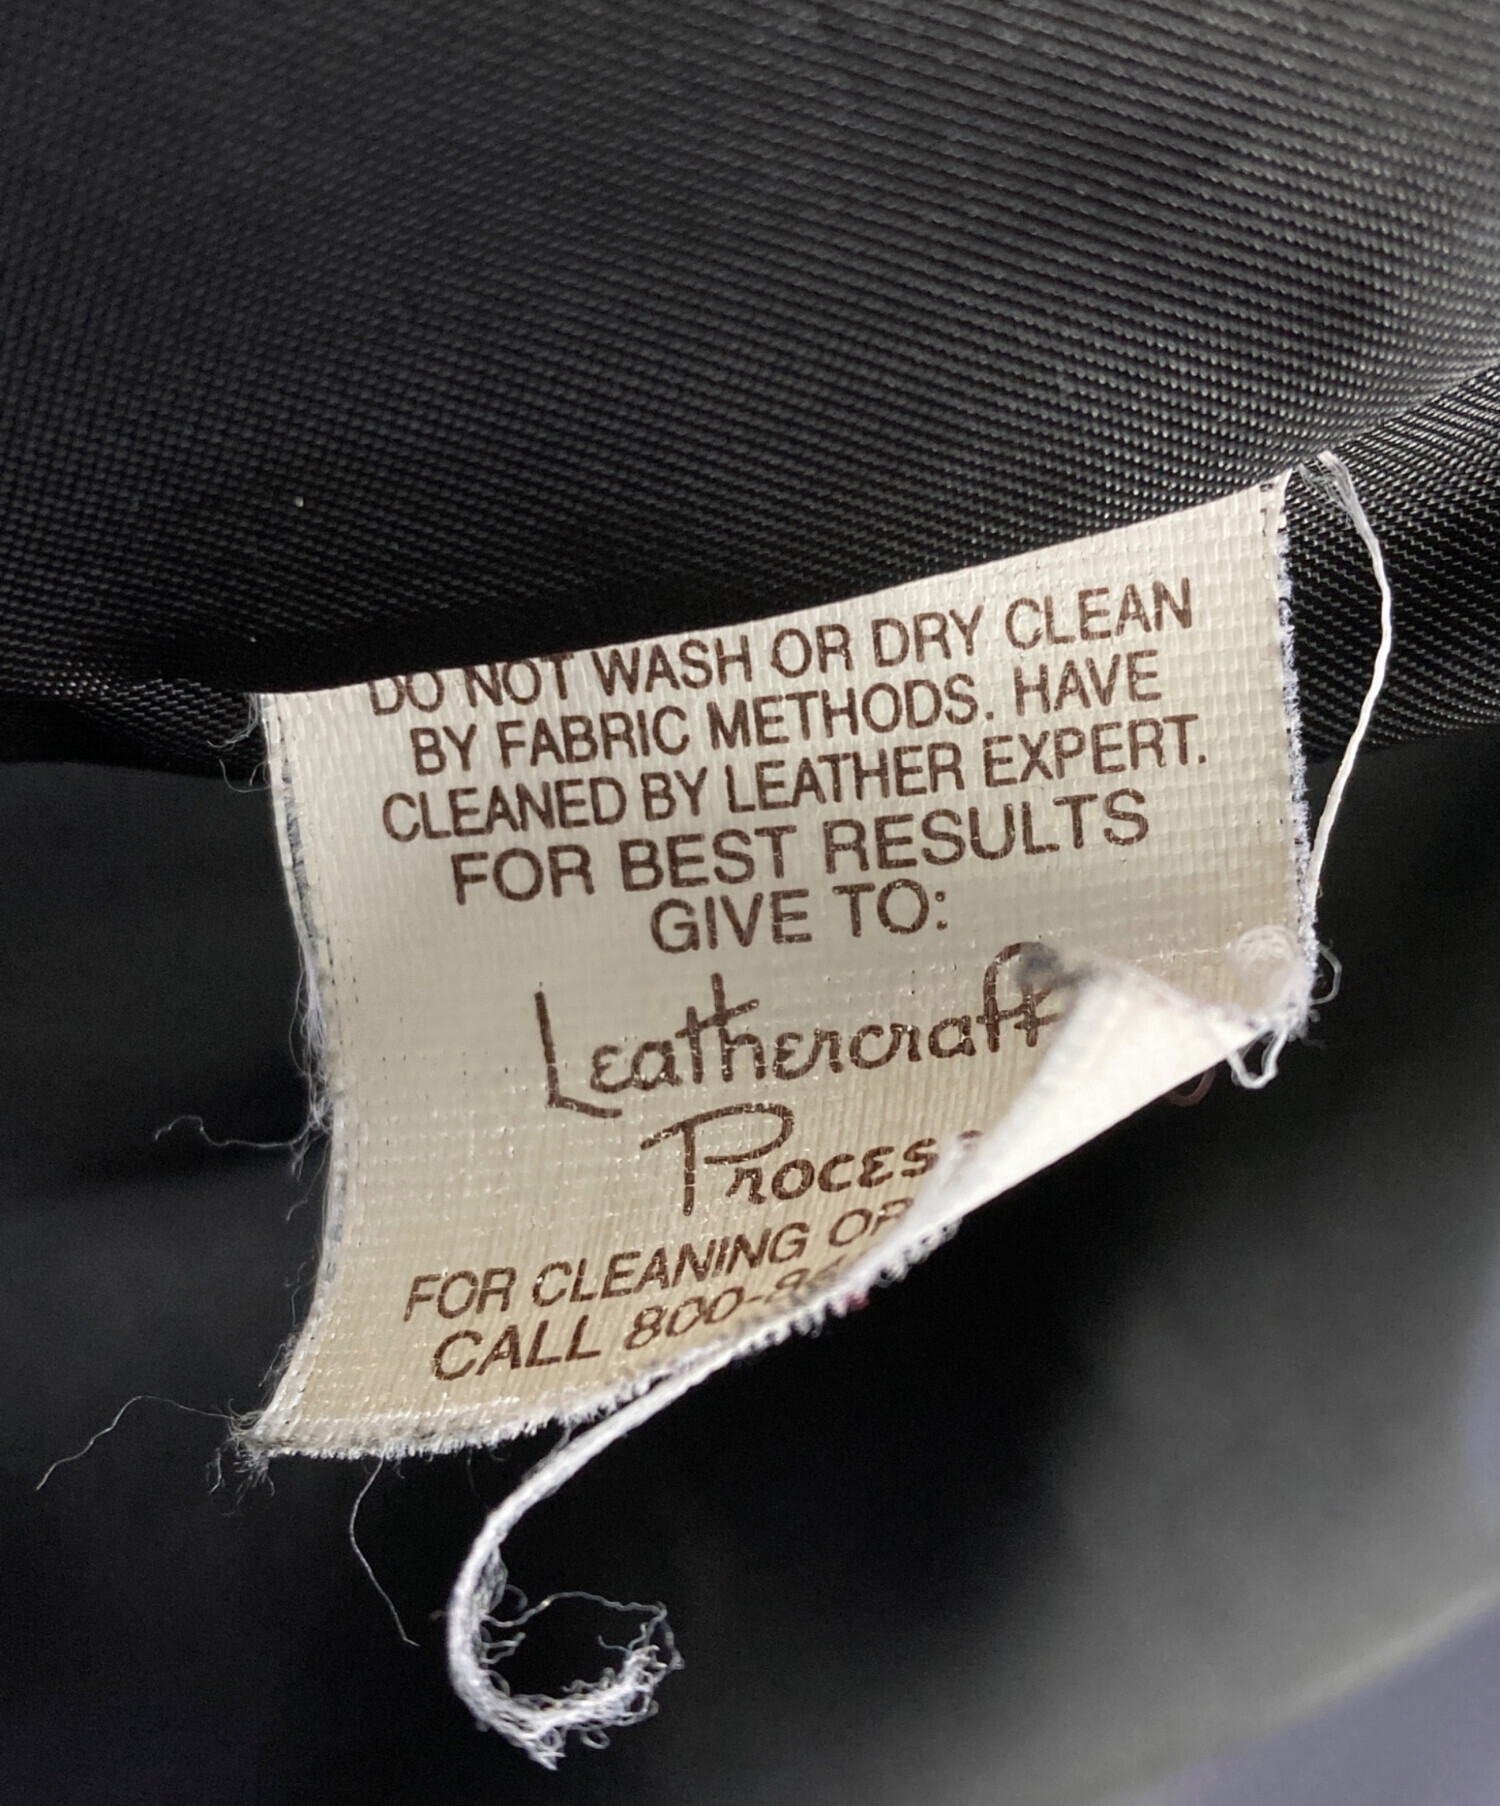 DO NOT WASH OR DRY CLEAN
BY FABRIC METHODS. HAVE
CLEANED BY LEATHER EXPERT.
FOR BEST RESULTS
GIVE TO:
Leathercraft
Proces
FOR CLEANING OR
CALL 800-8